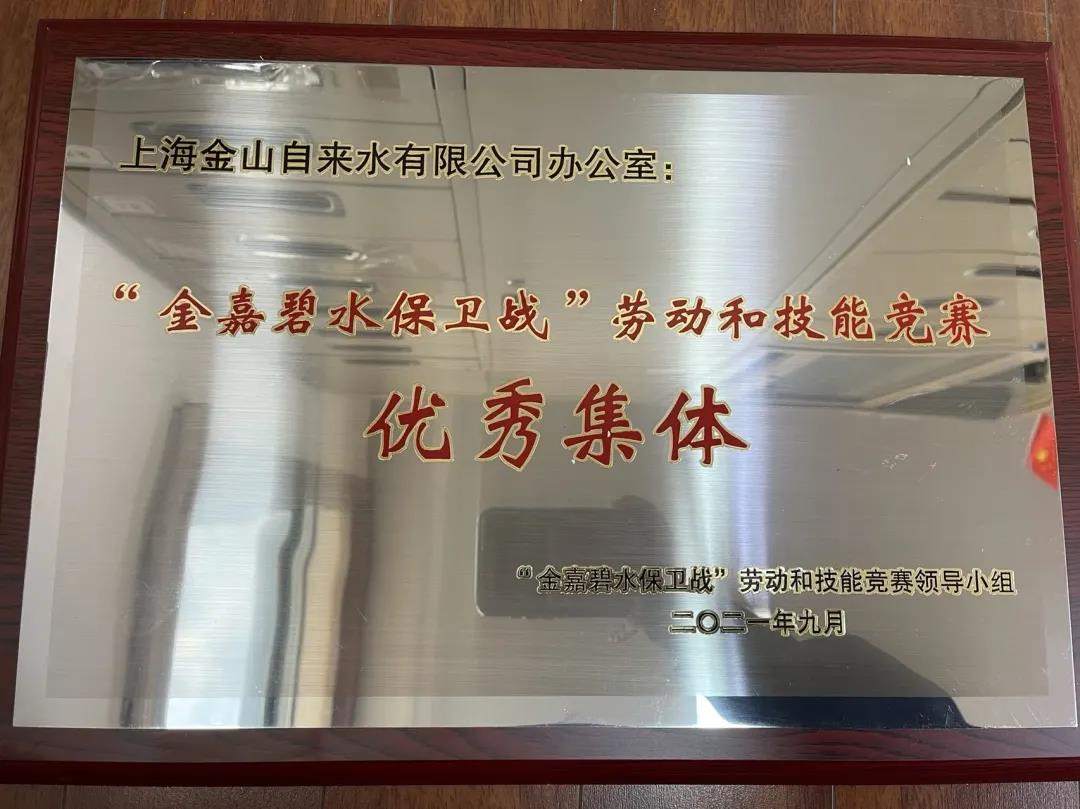 上海金山自来水有限公司办公室：
“金嘉碧水保卫战”劳动和技能竞赛
优秀集体
“金嘉碧水保卫战”劳动和技能竞赛领导小组
二〇二一年九月